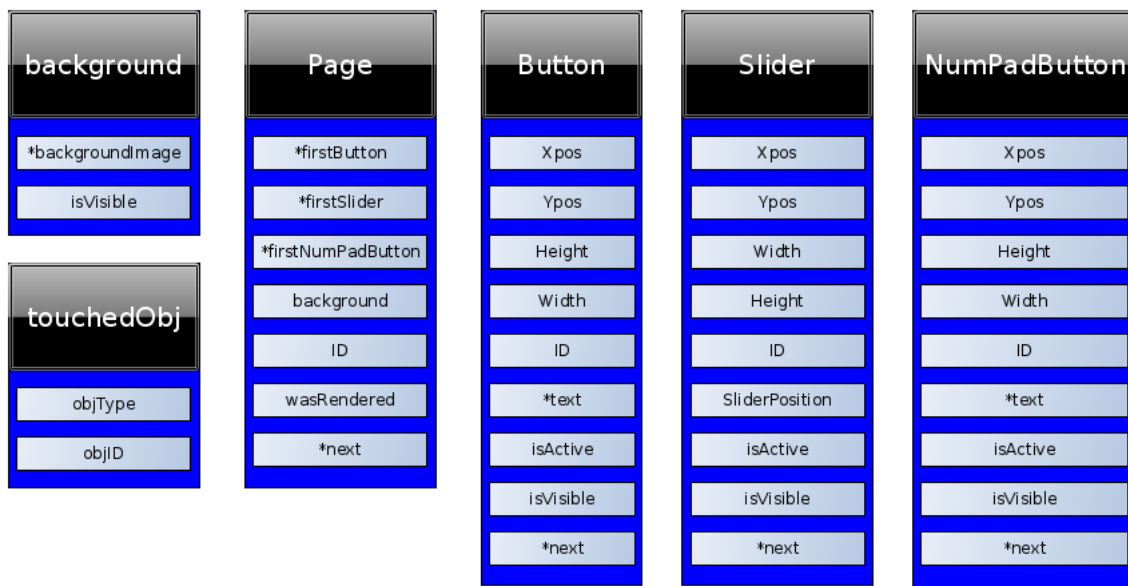 background
*backgroundImage
isVisible
touchedObj
objType
objID
Page
*firstButton
*firstSlider
*firstNumPadButton
background
ID
wasRendered
*next
Button
Xpos
Ypos
Height
Width
ID
*text
isActive
isVisible
*next
Slider
Xpos
Ypos
Width
Height
ID
SliderPosition
isActive
isVisible
*next
NumPadButton
Xpos
Ypos
Height
Width
ID
*text
isActive
isVisible
*next